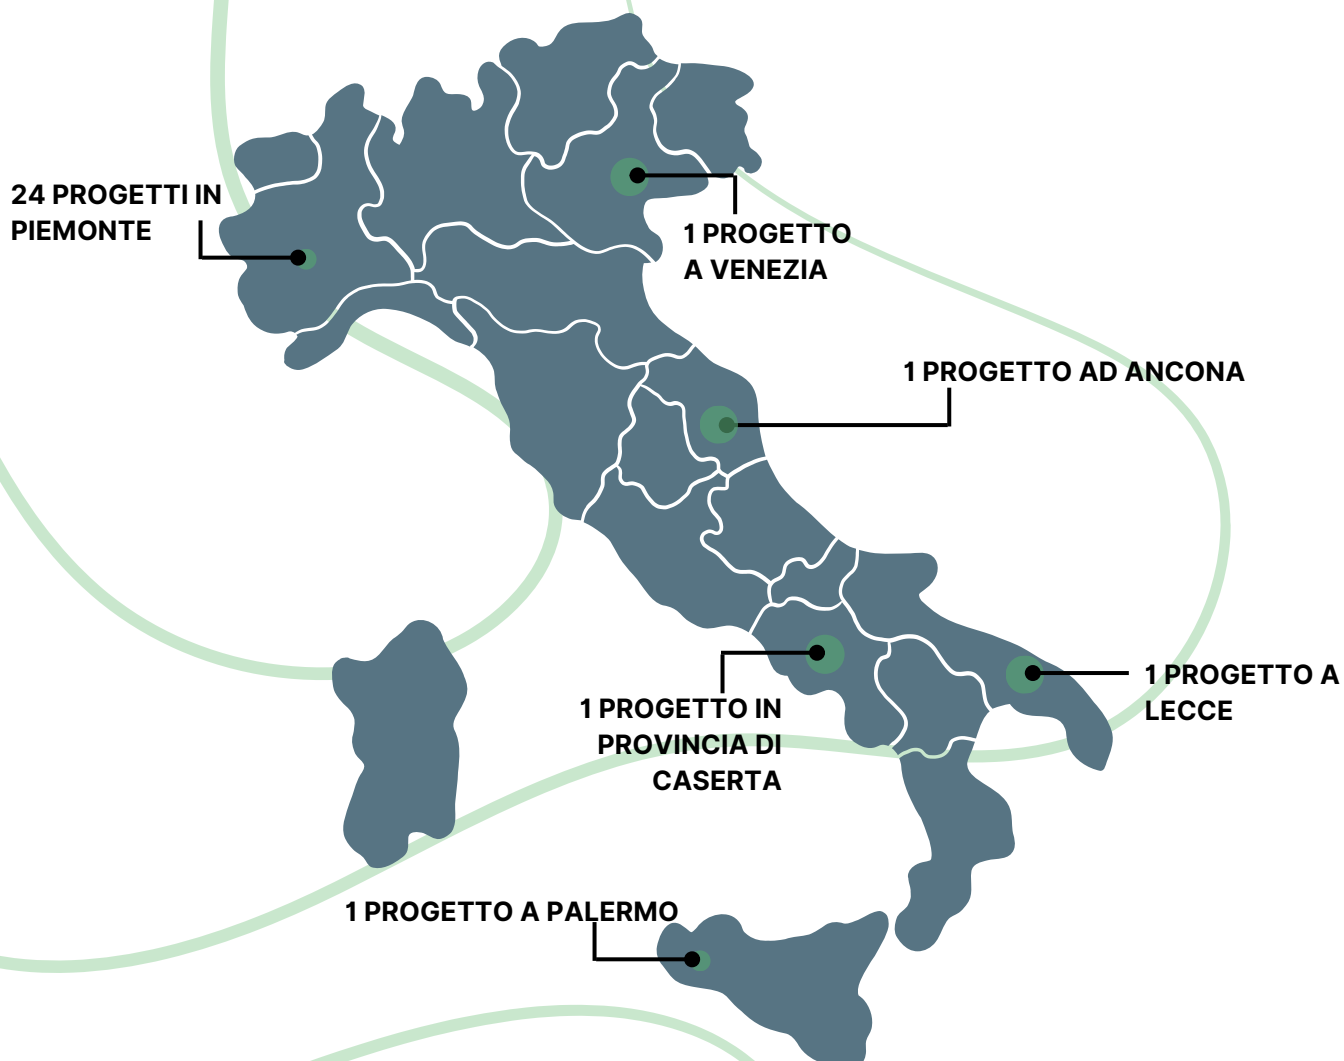 24 PROGETTI IN
PIEMONTE
1 PROGETTO
A VENEZIA
1 PROGETTO AD ANCONA
1 PROGETTO IN
PROVINCIA DI
CASERTA
1 PROGETTO A
LECCE
1 PROGETTO A PALERMO